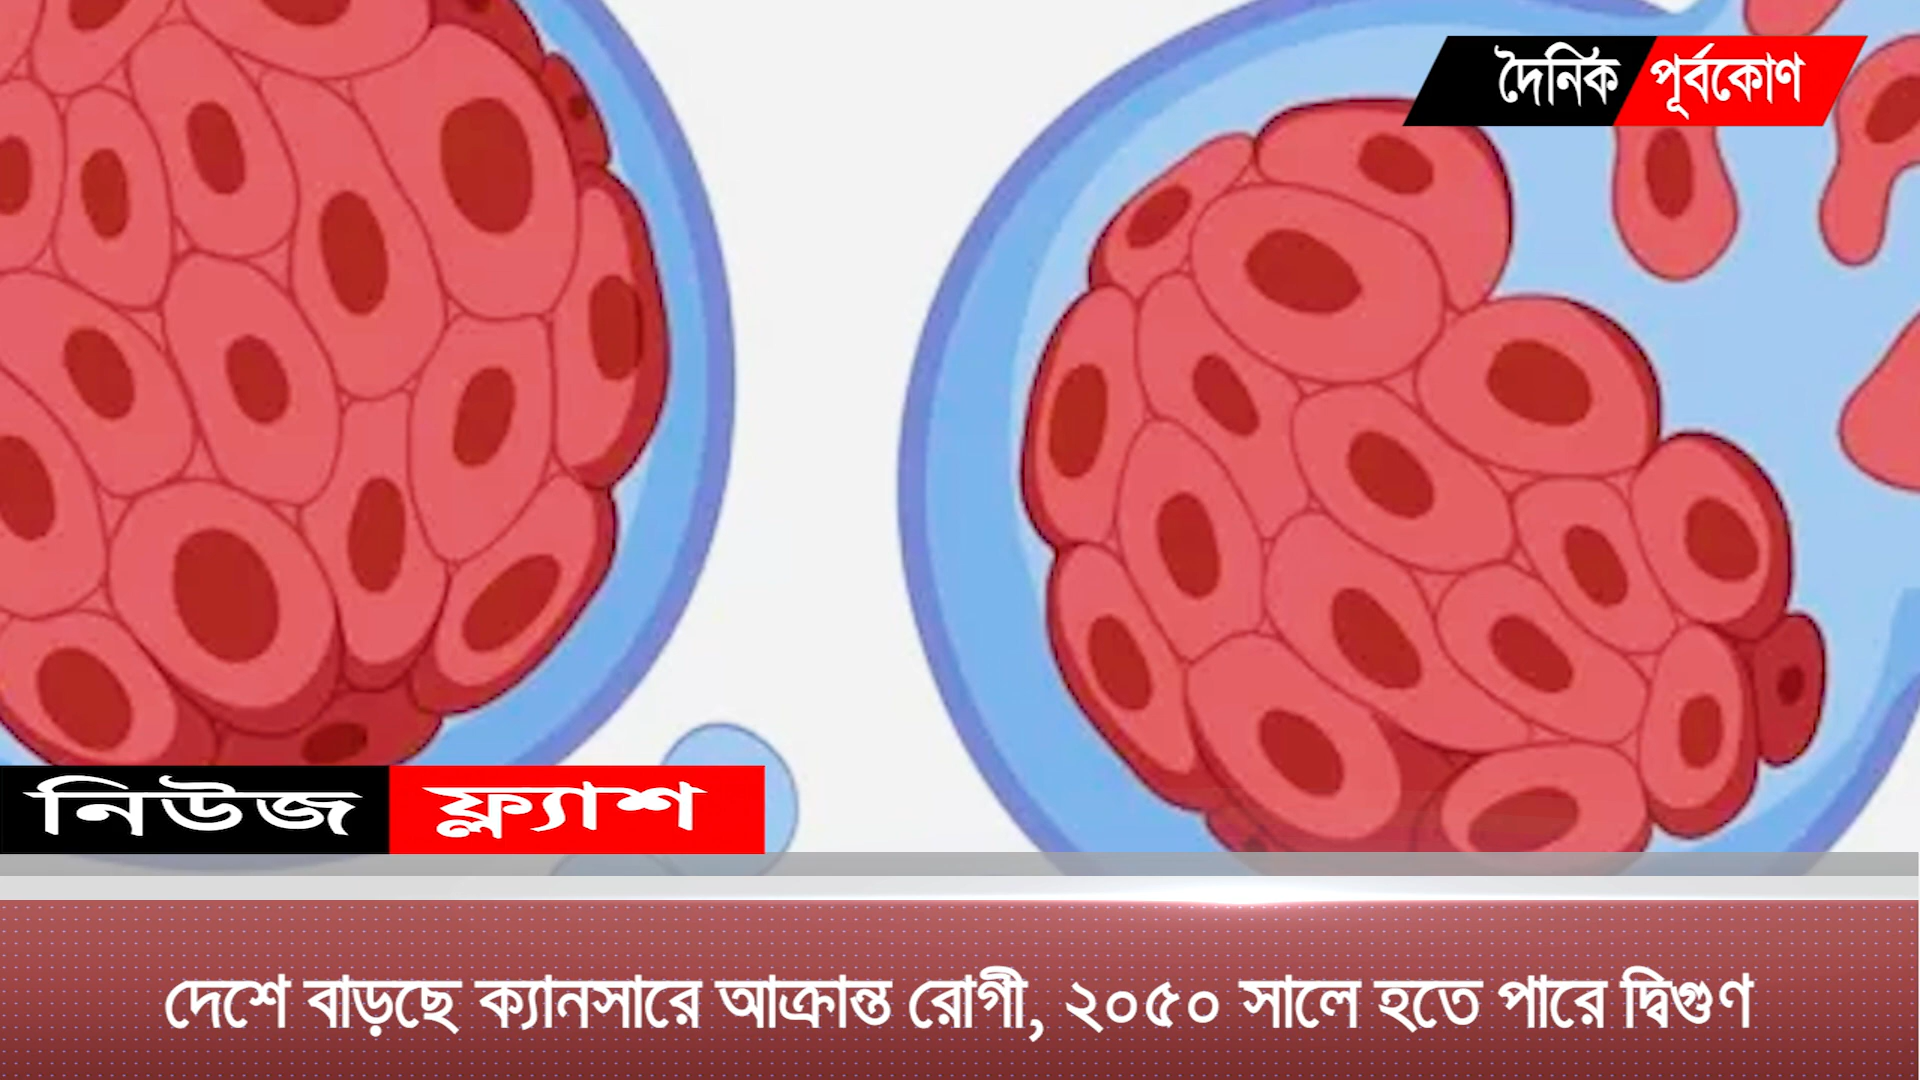 দৈনিক পূর্বকোণ
নিউজ ফ্ল্যাশ
দেশে বাড়ছে ক্যানসারে আক্রান্ত রোগী, ২০৫০ সালে হতে পারে দ্বিগুণ